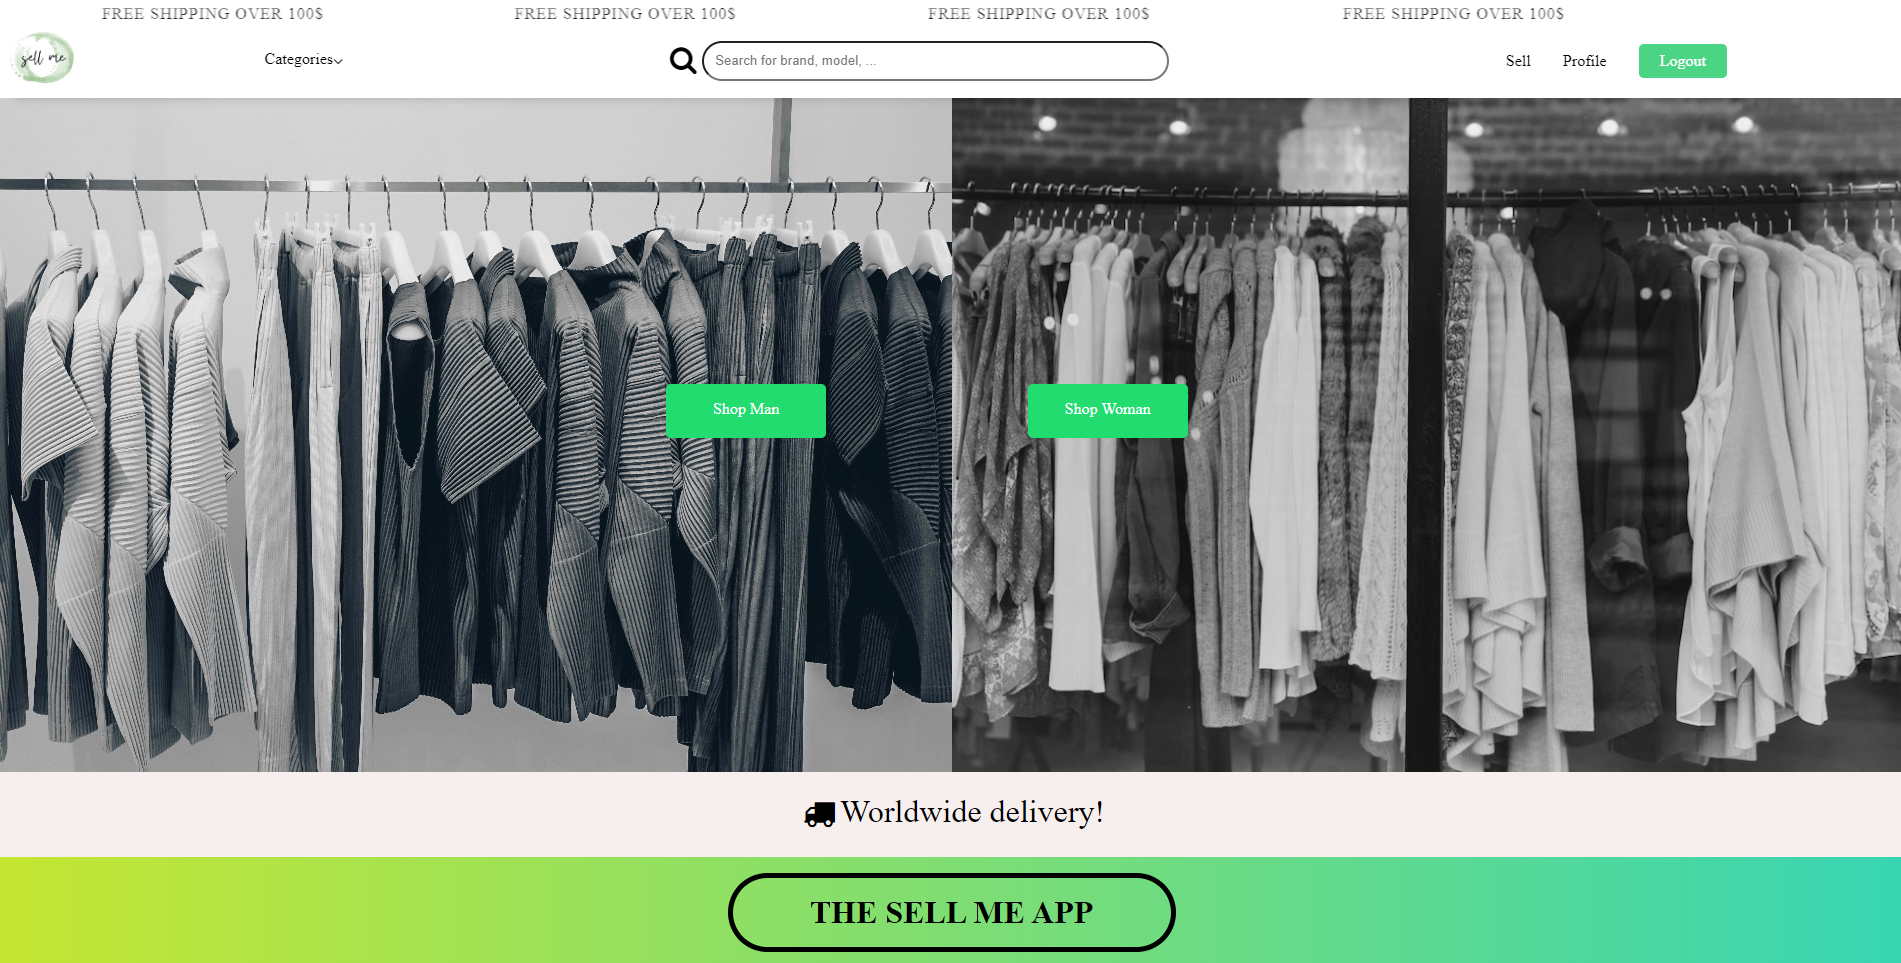 FREE SHIPPING OVER 100$ FREE SHIPPING OVER 100$ FREE SHIPPING OVER 100$ FREE SHIPPING OVER 100$
sell me
Categories
Search for brand, model, ...
Sell Profile Logout
Shop Man
Shop Woman
Worldwide delivery!
THE SELL ME APP